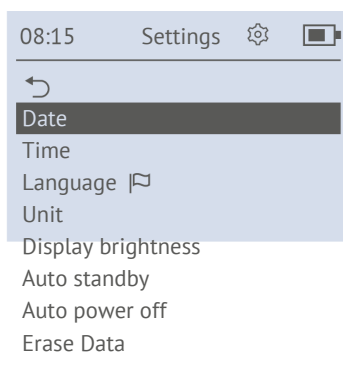 08:15 Settings
Date
Time
Language
Unit
Display brightness
Auto standby
Auto power off
Erase Data